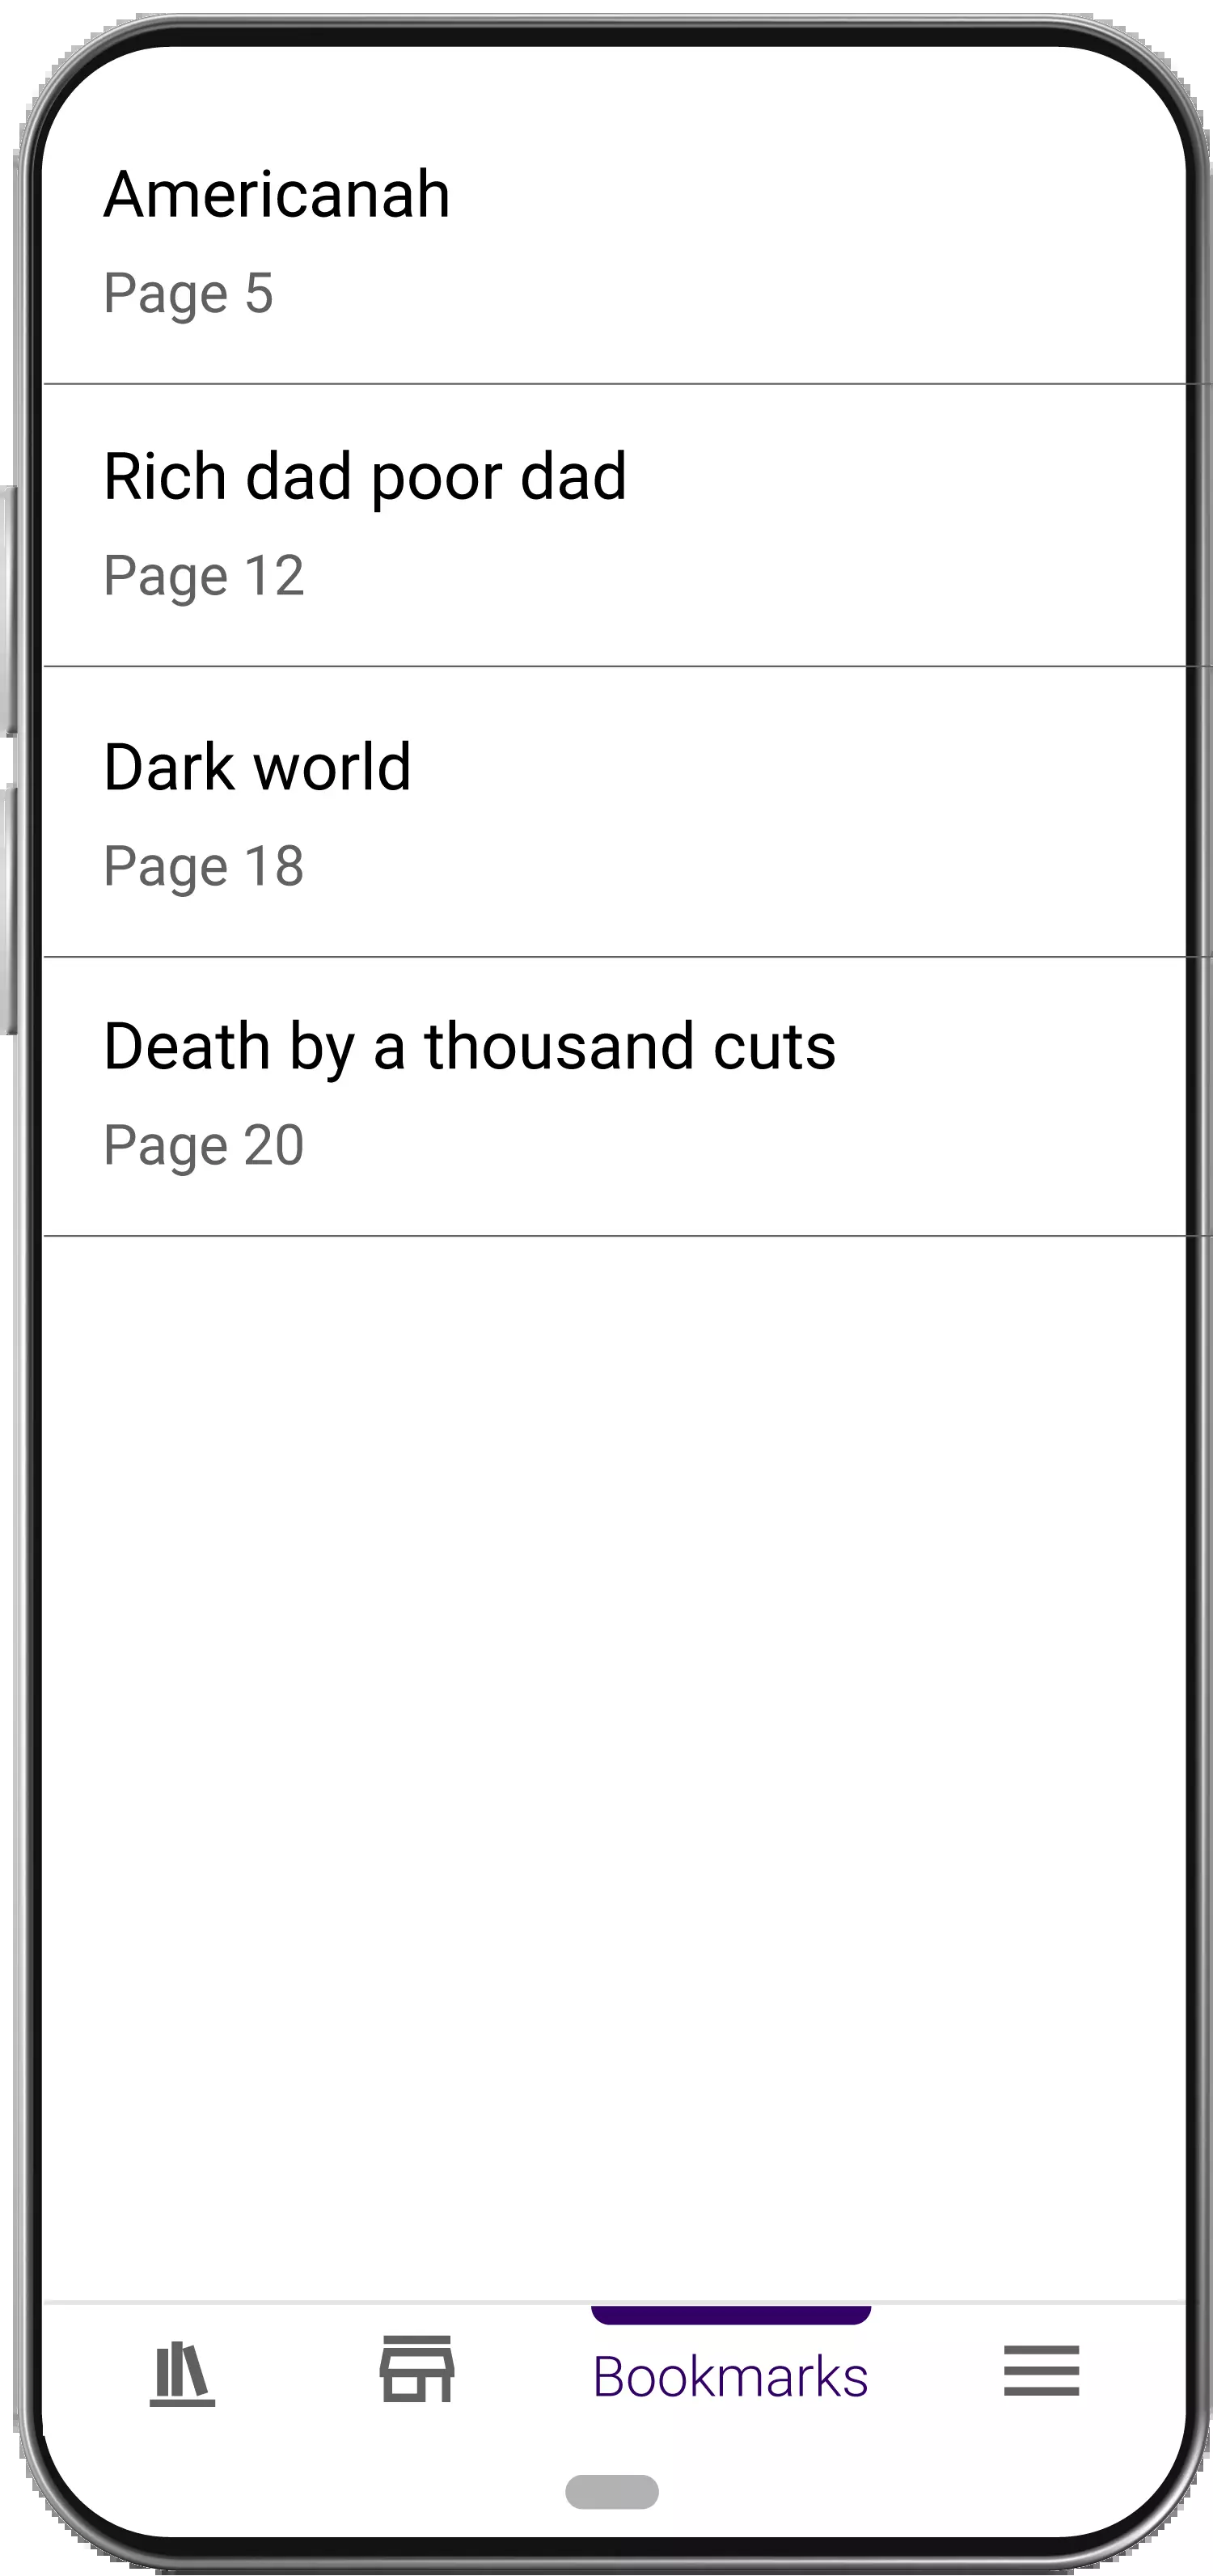 Americanah
Page 5
Rich dad poor dad
Page 12
Dark world
Page 18
Death by a thousand cuts
Page 20
Bookmarks